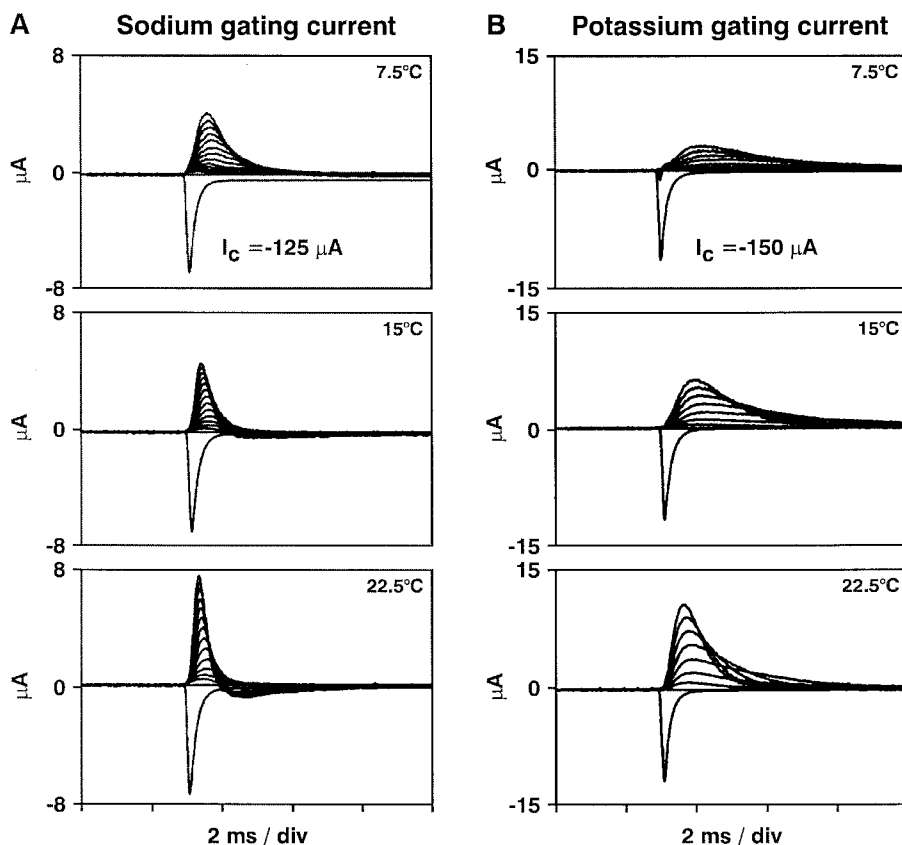 A Sodium gating current
8
7.5°C
0
µA
I_C =-125 µA
-8
8
15°C
0
µA
-8
8
22.5°C
0
µA
-8
2 ms / div
B Potassium gating current
15
7.5°C
0
µA
I_C =-150 µA
-15
15
15°C
0
µA
-15
15
22.5°C
0
µA
-15
2 ms / div